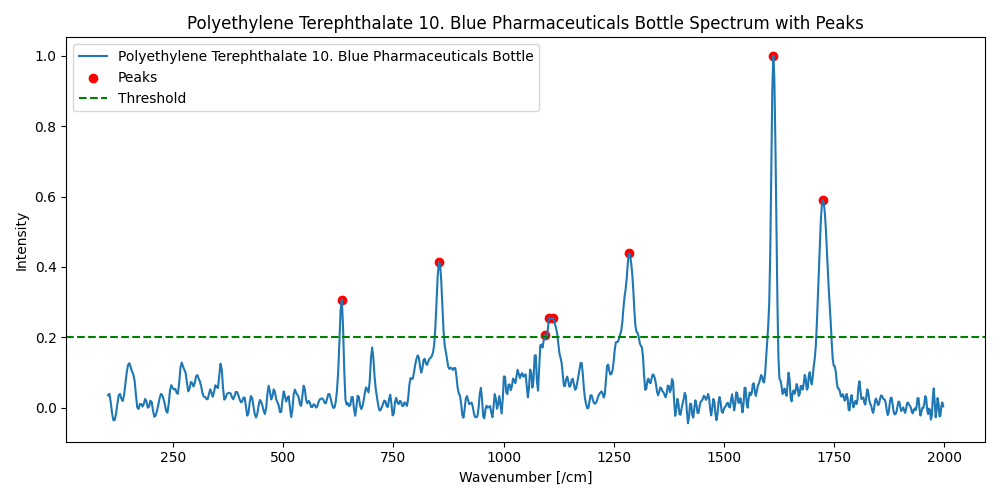 Polyethylene Terephthalate 10. Blue Pharmaceuticals Bottle Spectrum with Peaks
Polyethylene Terephthalate 10. Blue Pharmaceuticals Bottle
Peaks
Threshold
1.0
0.8
0.6
0.4
0.2
0.0
Intensity
250
500
750
1000
1250
1500
1750
2000
Wavenumber [/cm]